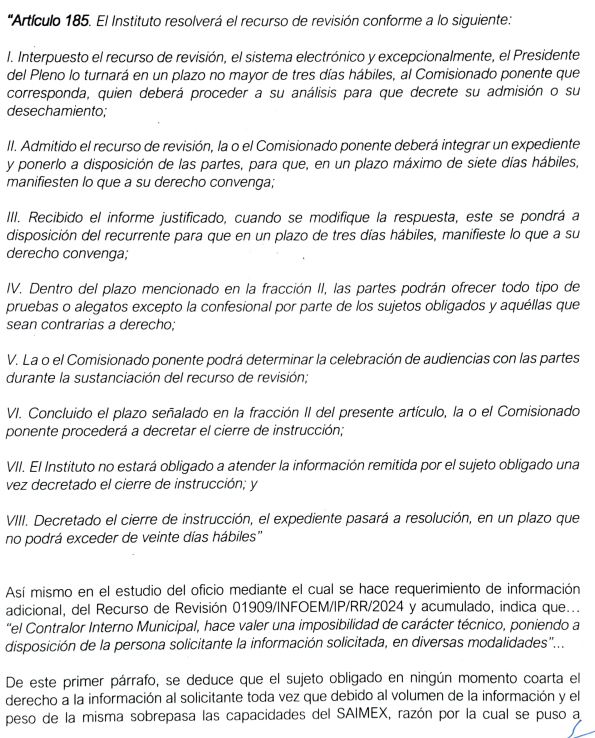 "Artículo 185. El Instituto resolverá el recurso de revisión conforme a lo siguiente:
I. Interpuesto el recurso de revisión, el sistema electrónico y excepcionalmente, el Presidente
del Pleno lo turnará en un plazo no mayor de tres días hábiles, al Comisionado ponente que
corresponda, quien deberá proceder a su análisis para que decrete su admisión o su
desechamiento;
II. Admitido el recurso de revisión, la o el Comisionado ponente deberá integrar un expediente
y ponerlo a disposición de las partes, para que, en un plazo máximo de siete días hábiles,
manifiesten lo que a su derecho convenga;
III. Recibido el informe justificado, cuando se modifique la respuesta, este se pondrá a
disposición del recurrente para que en un plazo de tres días hábiles, manifieste lo que a su
derecho convenga;
IV. Dentro del plazo mencionado en la fracción II, las partes podrán ofrecer todo tipo de
pruebas o alegatos excepto la confesional por parte de los sujetos obligados y aquéllas que
sean contrarias a derecho;
V. La o el Comisionado ponente podrá determinar la celebración de audiencias con las partes
durante la sustanciación del recurso de revisión;
VI. Concluido el plazo señalado en la fracción II del presente artículo, la o el Comisionado
ponente procederá a decretar el cierre de instrucción;
VII. El Instituto no estará obligado a atender la información remitida por el sujeto obligado una
vez decretado el cierre de instrucción; y
VIII. Decretado el cierre de instrucción, el expediente pasará a resolución, en un plazo que
no podrá exceder de veinte días hábiles"
Así mismo en el estudio del oficio mediante el cual se hace requerimiento de información
adicional, del Recurso de Revisión 01909/INFOEM/IP/RR/2024 y acumulado, indica que...
"el Contralor Interno Municipal, hace valer una imposibilidad de carácter técnico, poniendo a
disposición de la persona solicitante la información solicitada, en diversas modalidades"...
De este primer párrafo, se deduce que el sujeto obligado en ningún momento coarta el
derecho a la información al solicitante toda vez que debido al volumen de la información y el
peso de la misma sobrepasa las capacidades del SAIMEX, razón por la cual se puso a